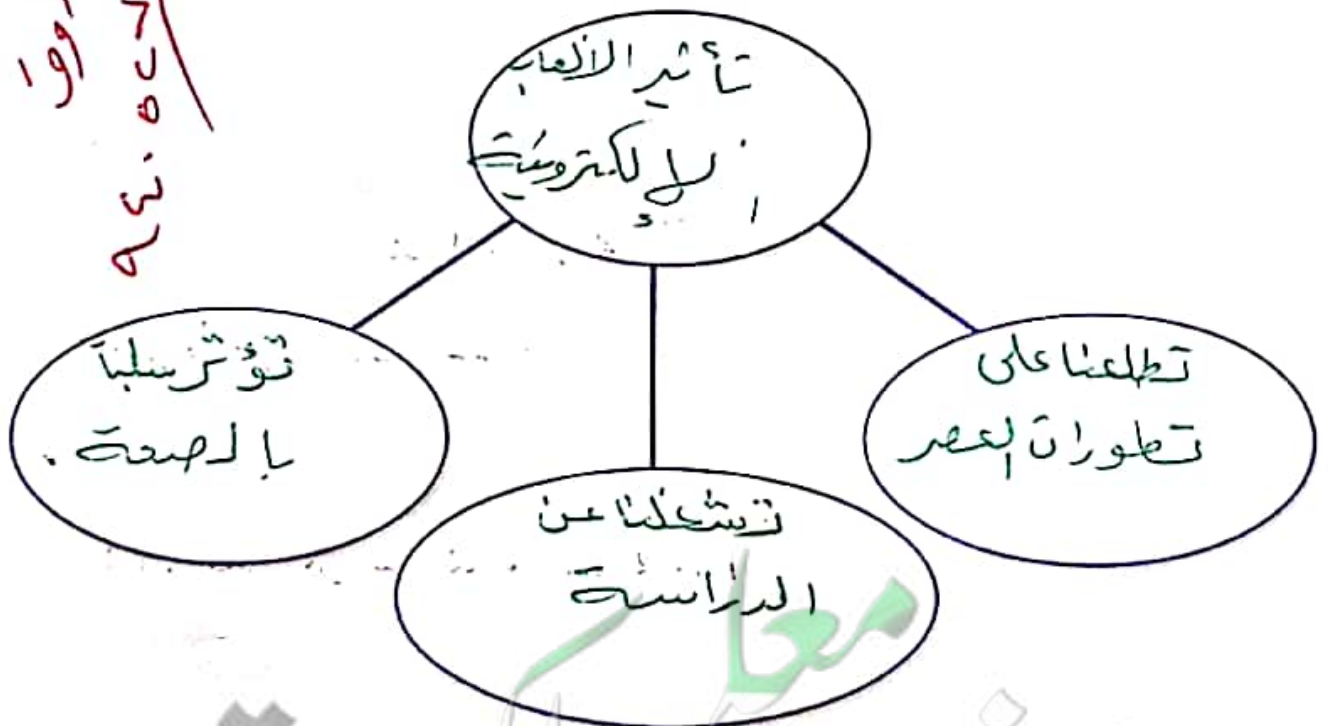 تأثير الألعاب
الإلكترونية
تطلعنا على
تطورات العصر
تشغلنا عن
الدراسة
تؤثر سلباً
بالصحة .